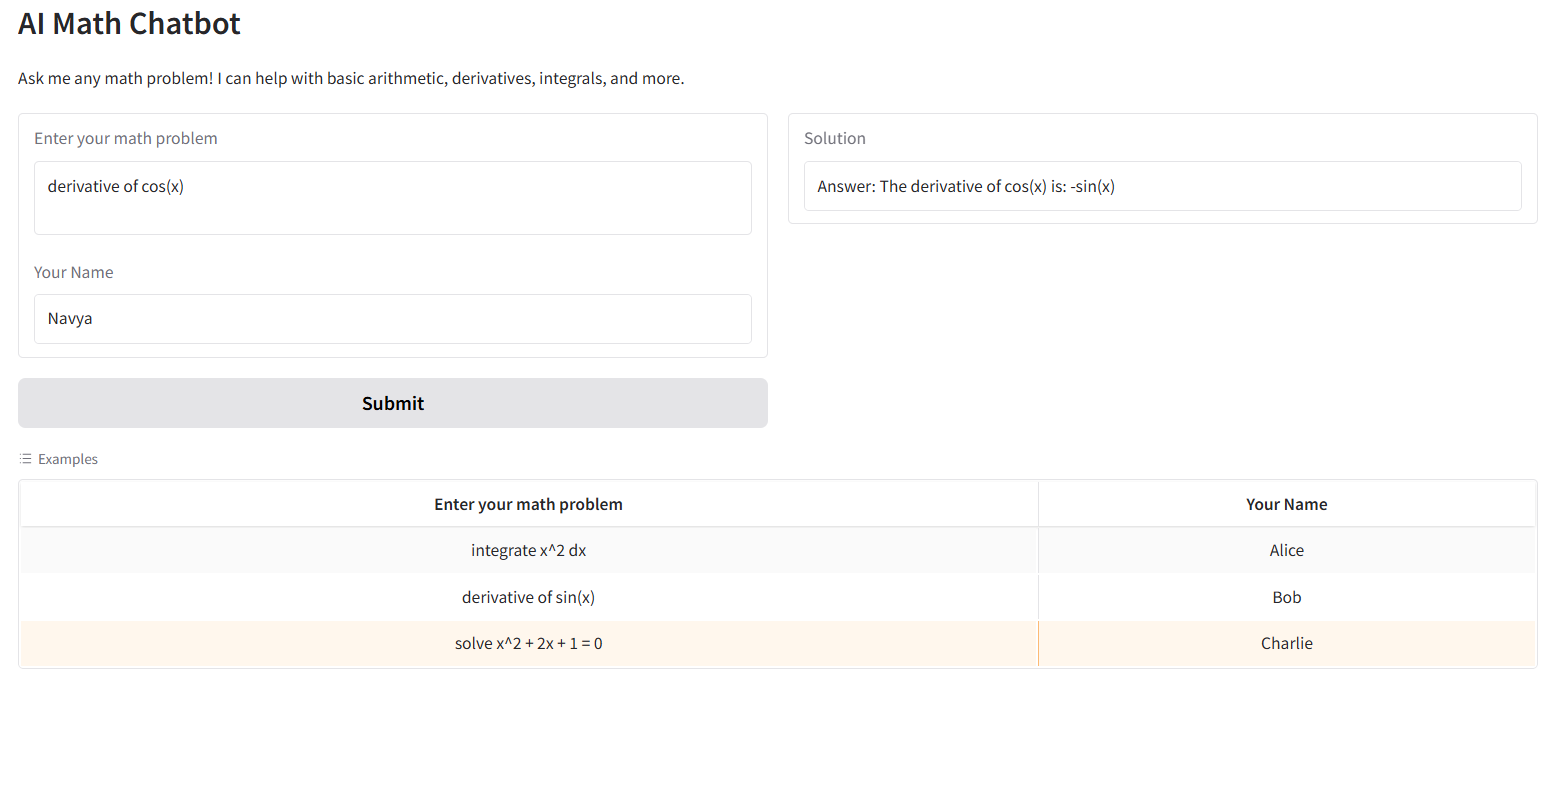 AI Math Chatbot
Ask me any math problem! I can help with basic arithmetic, derivatives, integrals, and more.
Enter your math problem
derivative of cos(x)
Your Name
Navya
Submit
Solution
Answer: The derivative of cos(x) is: -sin(x)
Examples
Enter your math problem Your Name
integrate x^2 dx Alice
derivative of sin(x) Bob
solve x^2 + 2x + 1 = 0 Charlie